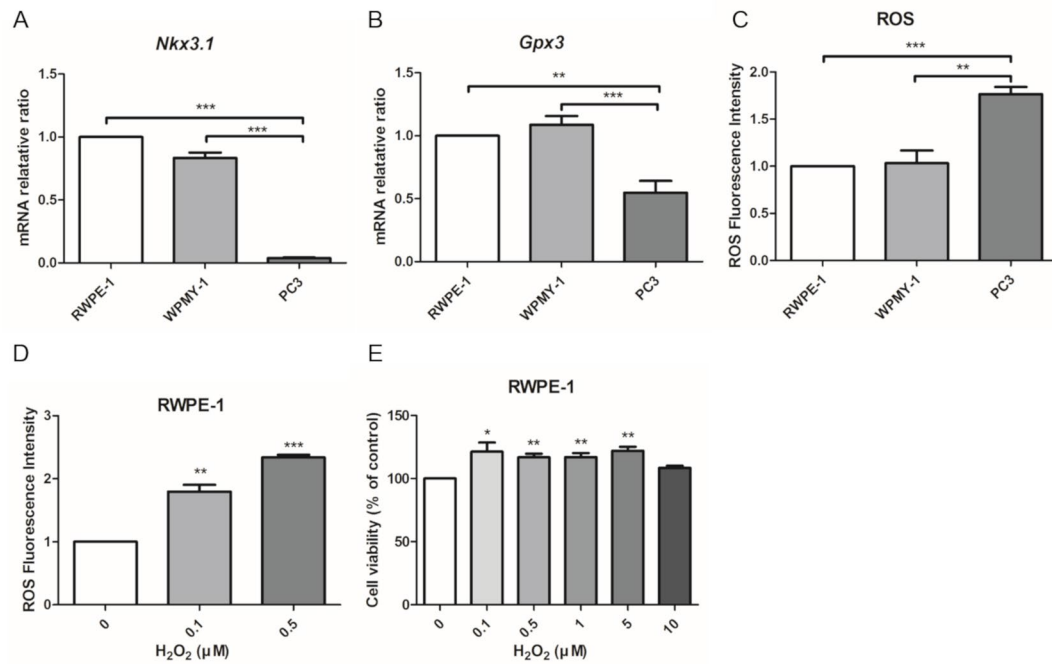 A
Nkx3.1
mRNA relatative ratio
1.5
1.0
0.5
0.0
***
***
RWPE-1
WPMY-1
PC3
B
Gpx3
mRNA relatative ratio
1.5
1.0
0.5
0.0
**
***
RWPE-1
WPMY-1
PC3
C
ROS
ROS Fluorescence Intensity
2.0
1.5
1.0
0.5
0.0
***
**
RWPE-1
WPMY-1
PC3
D
RWPE-1
ROS Fluorescence Intensity
3
2
1
0
**
***
0
0.1
0.5
H₂O₂ (µM)
E
RWPE-1
Cell viability (% of control)
150
100
50
0
*
**
**
**
0
0.1
0.5
1
5
10
H₂O₂ (µM)